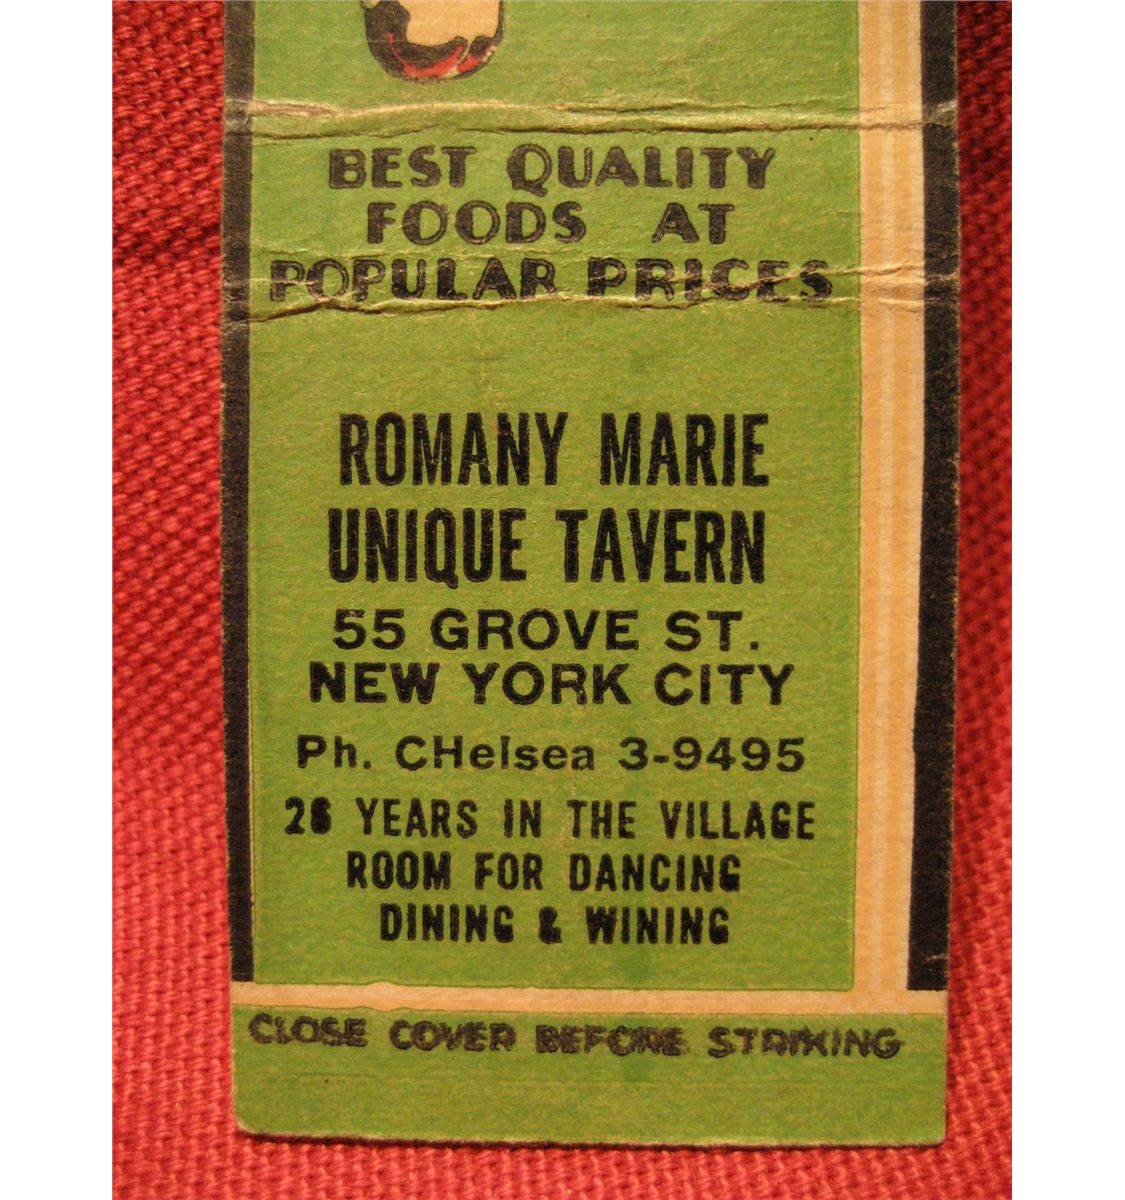 BEST QUALITY
FOODS AT
POPULAR PRICES
ROMANY MARIE
UNIQUE TAVERN
55 GROVE ST.
NEW YORK CITY
Ph. CHelsea 3-9495
YEARS IN THE VILLAGE
ROOM FOR DANCING
DINING & WINING
CLOSE COVER BEFORE STRIKING